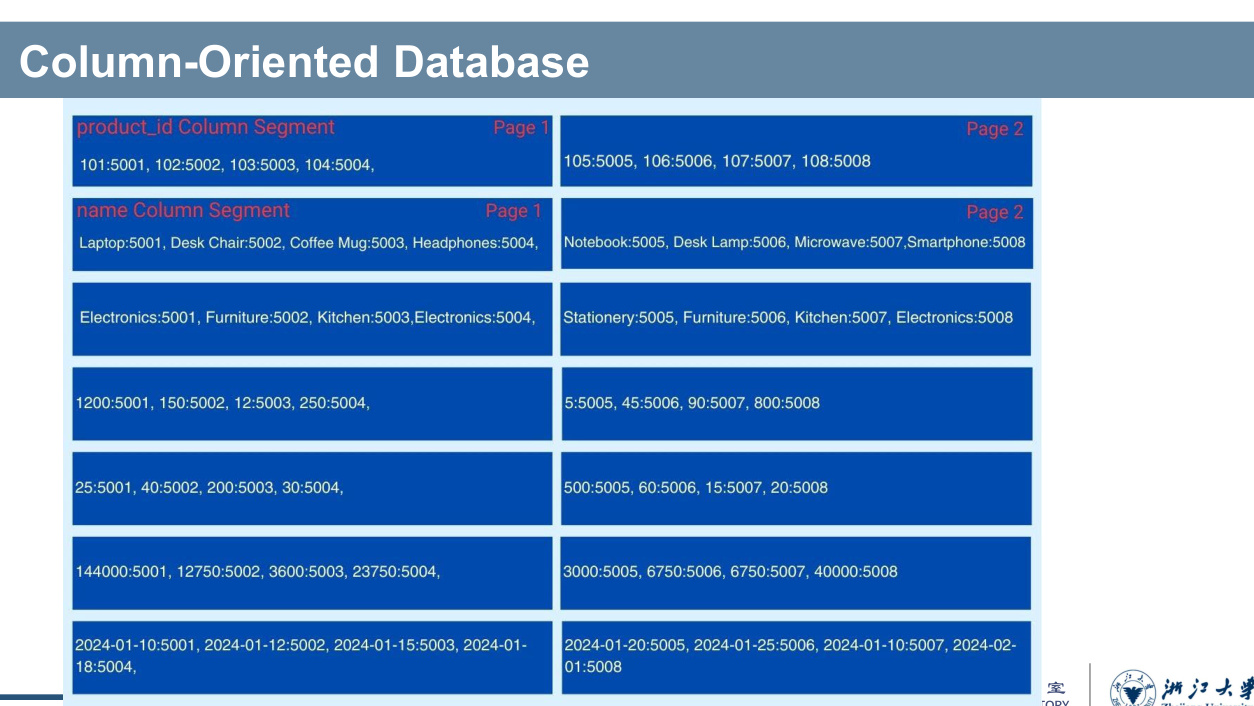 Column-Oriented Database
product_id Column Segment Page 1
101:5001, 102:5002, 103:5003, 104:5004,
Page 2
105:5005, 106:5006, 107:5007, 108:5008
name Column Segment Page 1
Laptop:5001, Desk Chair:5002, Coffee Mug:5003, Headphones:5004,
Page 2
Notebook:5005, Desk Lamp:5006, Microwave:5007,Smartphone:5008
Electronics:5001, Furniture:5002, Kitchen:5003,Electronics:5004,
Stationery:5005, Furniture:5006, Kitchen:5007, Electronics:5008
1200:5001, 150:5002, 12:5003, 250:5004,
5:5005, 45:5006, 90:5007, 800:5008
25:5001, 40:5002, 200:5003, 30:5004,
500:5005, 60:5006, 15:5007, 20:5008
144000:5001, 12750:5002, 3600:5003, 23750:5004,
3000:5005, 6750:5006, 6750:5007, 40000:5008
2024-01-10:5001, 2024-01-12:5002, 2024-01-15:5003, 2024-01-
18:5004,
2024-01-20:5005, 2024-01-25:5006, 2024-01-10:5007, 2024-02-
01:5008
室
浙江大学